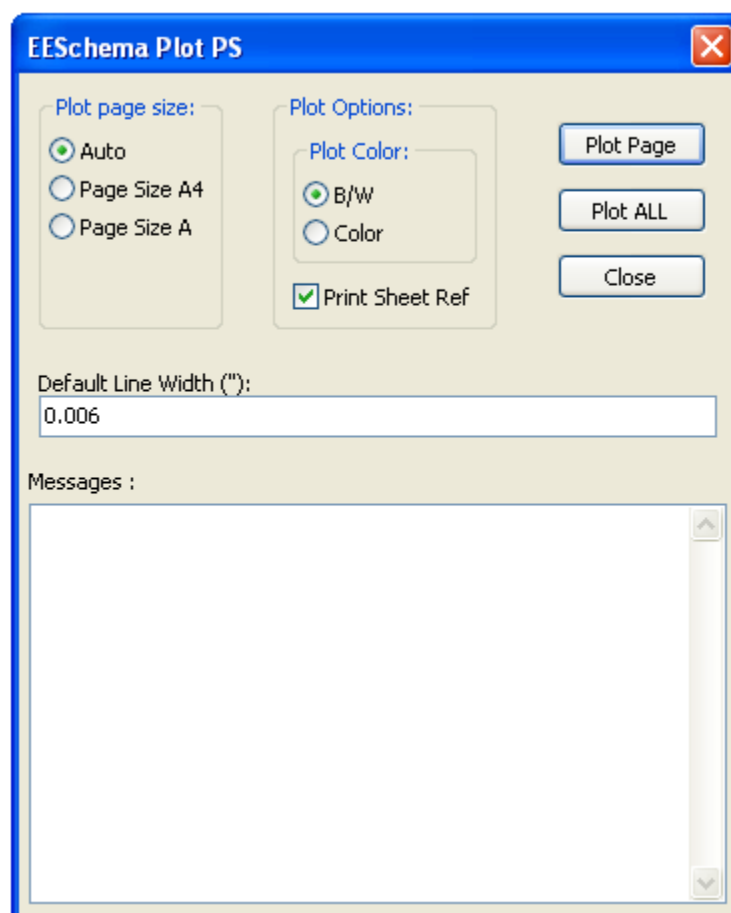 EESchema Plot PS
Plot page size:
Auto
Page Size A4
Page Size A
Plot Options:
Plot Color:
B/W
Color
Print Sheet Ref
Plot Page
Plot ALL
Close
Default Line Width ("):
0.006
Messages :